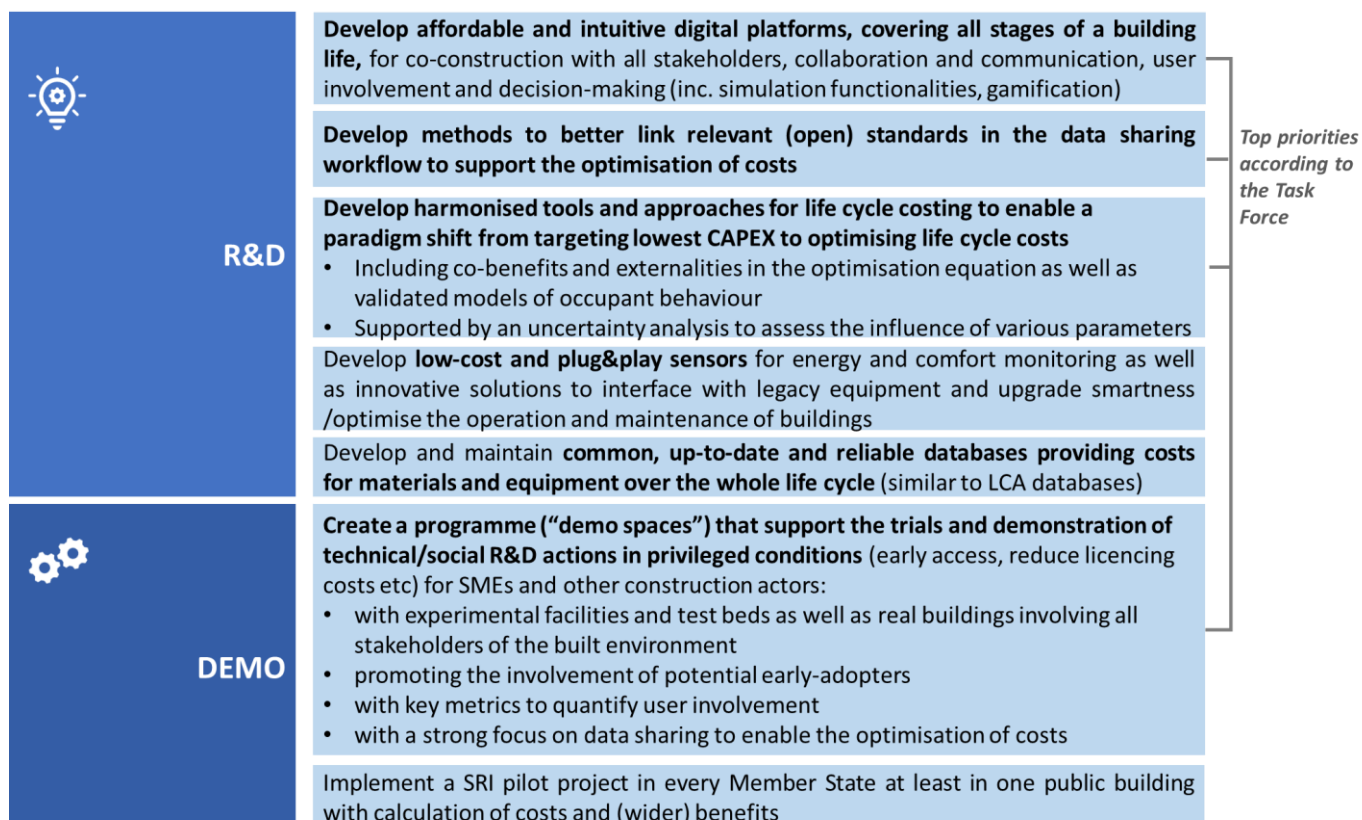 Develop affordable and intuitive digital platforms, covering all stages of a building
life, for co-construction with all stakeholders, collaboration and communication, user
involvement and decision-making (inc. simulation functionalities, gamification)
Develop methods to better link relevant (open) standards in the data sharing
workflow to support the optimisation of costs
Develop harmonised tools and approaches for life cycle costing to enable a
paradigm shift from targeting lowest CAPEX to optimising life cycle costs
• Including co-benefits and externalities in the optimisation equation as well as
validated models of occupant behaviour
• Supported by an uncertainty analysis to assess the influence of various parameters
R&D
Develop low-cost and plug&play sensors for energy and comfort monitoring as well
as innovative solutions to interface with legacy equipment and upgrade smartness
/optimise the operation and maintenance of buildings
Develop and maintain common, up-to-date and reliable databases providing costs
for materials and equipment over the whole life cycle (similar to LCA databases)
Top priorities
according to
the Task
Force
Create a programme (“demo spaces”) that support the trials and demonstration of
technical/social R&D actions in privileged conditions (early access, reduce licencing
costs etc) for SMEs and other construction actors:
• with experimental facilities and test beds as well as real buildings involving all
stakeholders of the built environment
• promoting the involvement of potential early-adopters
• with key metrics to quantify user involvement
• with a strong focus on data sharing to enable the optimisation of costs
DEMO
Implement a SRI pilot project in every Member State at least in one public building
with calculation of costs and (wider) benefits